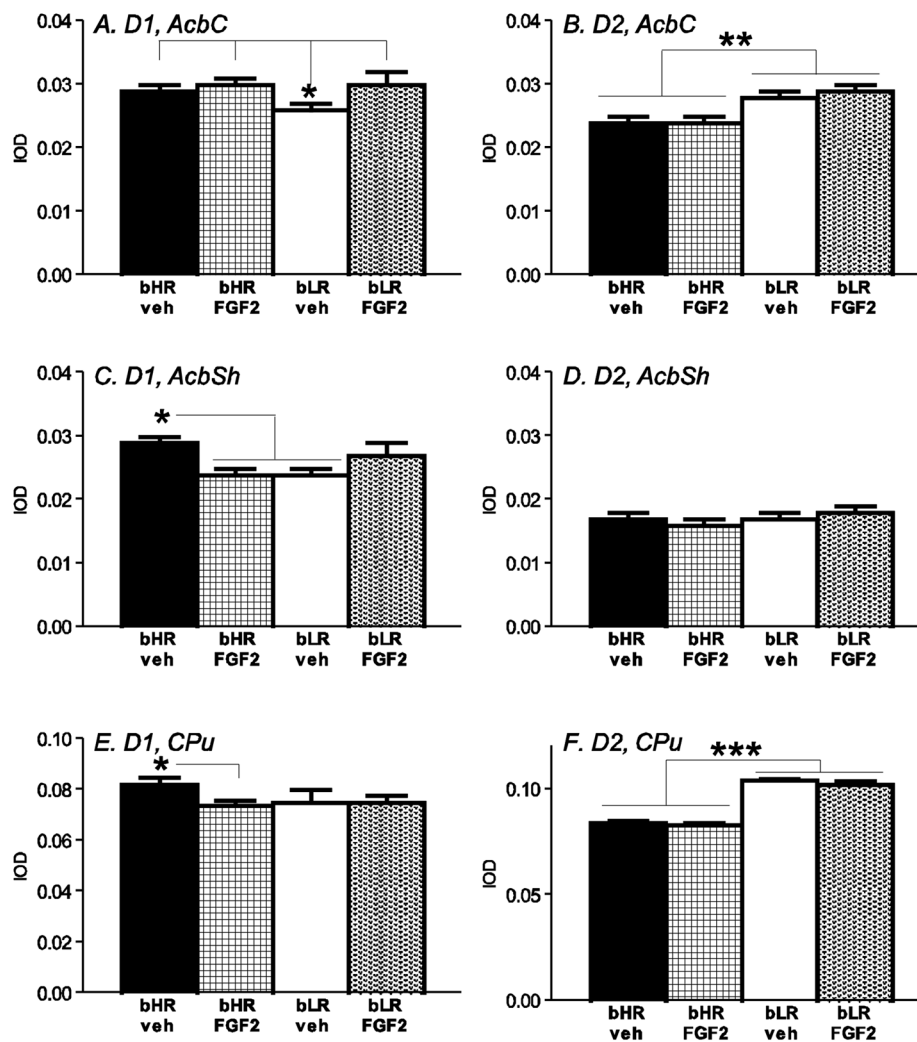 A. D1, AcbC
0.04
0.03
0.02
0.01
0.00
IOD
*
bHR veh
bHR FGF2
bLR veh
bLR FGF2
B. D2, AcbC
0.04
0.03
0.02
0.01
0.00
IOD
**
bHR veh
bHR FGF2
bLR veh
bLR FGF2
C. D1, AcbSh
0.04
0.03
0.02
0.01
0.00
IOD
*
bHR veh
bHR FGF2
bLR veh
bLR FGF2
D. D2, AcbSh
0.04
0.03
0.02
0.01
0.00
IOD
bHR veh
bHR FGF2
bLR veh
bLR FGF2
E. D1, CPu
0.10
0.08
0.06
0.04
0.02
0.00
IOD
*
bHR veh
bHR FGF2
bLR veh
bLR FGF2
F. D2, CPu
0.10
0.05
0.00
IOD
***
bHR veh
bHR FGF2
bLR veh
bLR FGF2